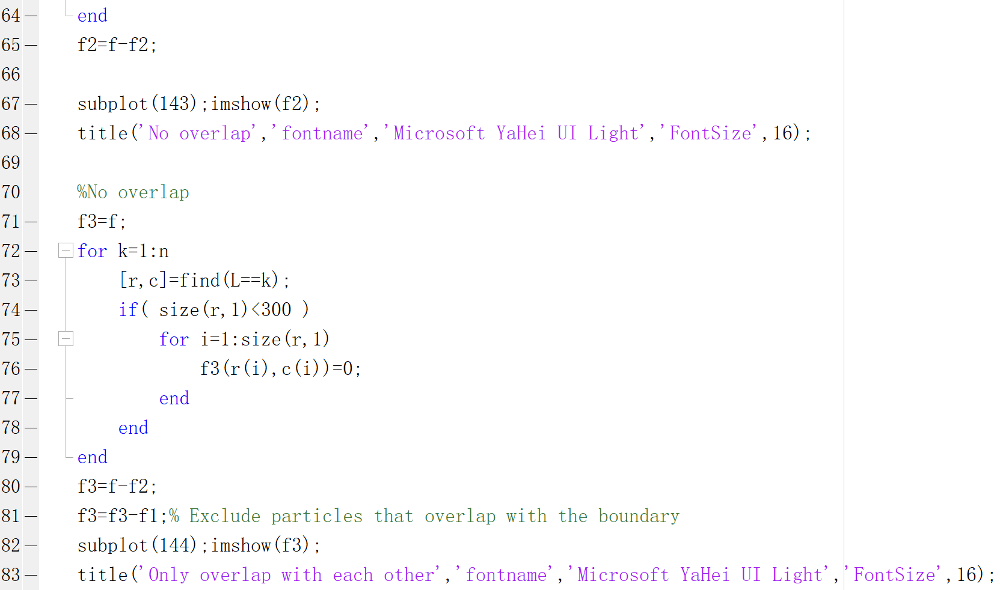 64 end
65 f2=f-f2;
66
67 subplot(143);imshow(f2);
68 title('No overlap','fontname','Microsoft YaHei UI Light','FontSize',16);
69
70 %No overlap
71 f3=f;
72 for k=1:n
73 [r,c]=find(L==k);
74 if( size(r,1)<300 )
75 for i=1:size(r,1)
76 f3(r(i),c(i))=0;
77 end
78 end
79 end
80 f3=f-f2;
81 f3=f3-f1;% Exclude particles that overlap with the boundary
82 subplot(144);imshow(f3);
83 title('Only overlap with each other','fontname','Microsoft YaHei UI Light','FontSize',16);